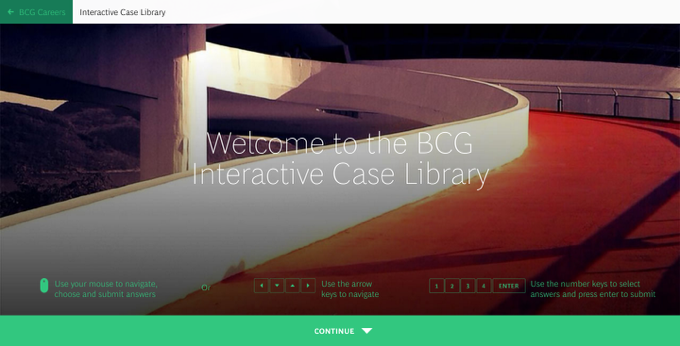 BCG Careers
Interactive Case Library
Welcome to the BCG
Interactive Case Library
Use your mouse to navigate,
choose and submit answers
Or
Use the arrow
keys to navigate
1 2 3 4 ENTER
Use the number keys to select
answers and press enter to submit
CONTINUE